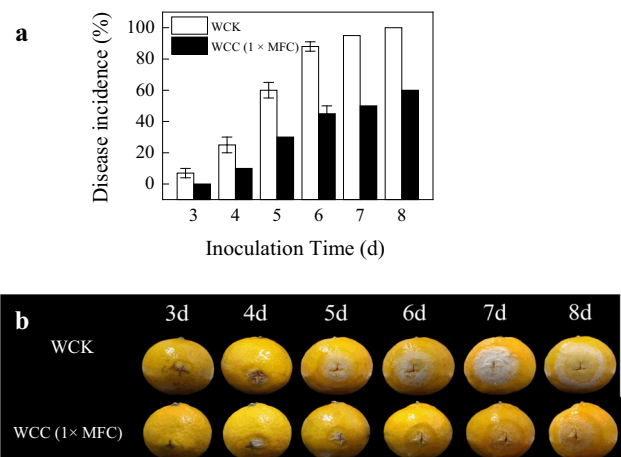 a
WCK
WCC (1 × MFC)
Disease incidence (%)
100
80
60
40
20
0
3 4 5 6 7 8
Inoculation Time (d)
b
3d 4d 5d 6d 7d 8d
WCK
WCC (1× MFC)